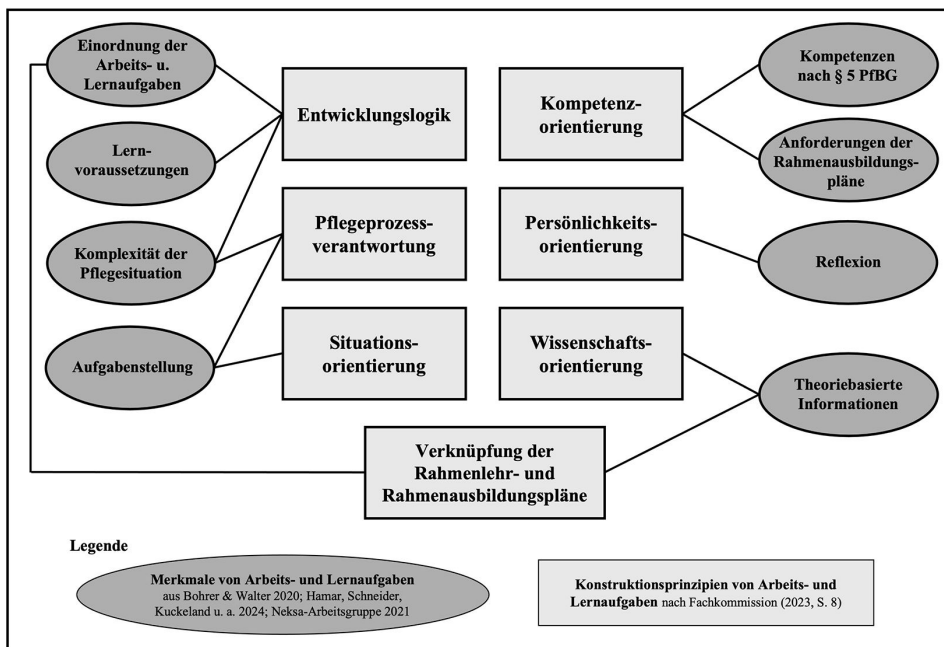 Einordnung der
Arbeits- u.
Lernaufgaben
Lern-
voraussetzungen
Komplexität der
Pflegesituation
Aufgabenstellung
Entwicklungslogik
Pflegeprozess-
verantwortung
Situations-
orientierung
Kompetenz-
orientierung
Persönlichkeits-
orientierung
Wissenschafts-
orientierung
Kompetenzen
nach § 5 PfBG
Anforderungen der
Rahmenausbildungs-
pläne
Reflexion
Theoriebasierte
Informationen
Verknüpfung der
Rahmenlehr- und
Rahmenausbildungspläne
Legende
Merkmale von Arbeits- und Lernaufgaben
aus Bohrer & Walter 2020; Hamar, Schneider,
Kuckeland u. a. 2024; Neksa-Arbeitsgruppe 2021
Konstruktionsprinzipien von Arbeits- und
Lernaufgaben nach Fachkommission (2023, S. 8)